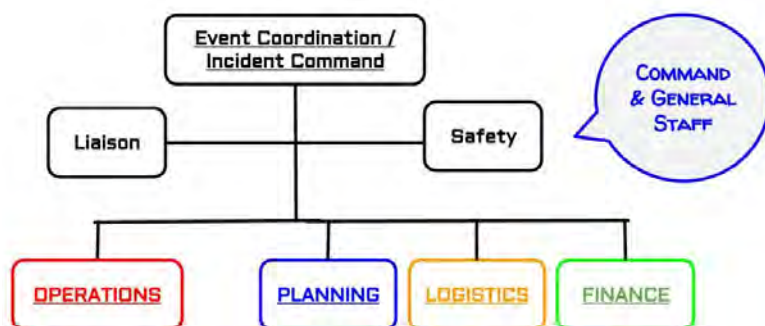 Event Coordination /
Incident Command
COMMAND
& GENERAL
STAFF
Liaison
Safety
OPERATIONS
PLANNING
LOGISTICS
FINANCE